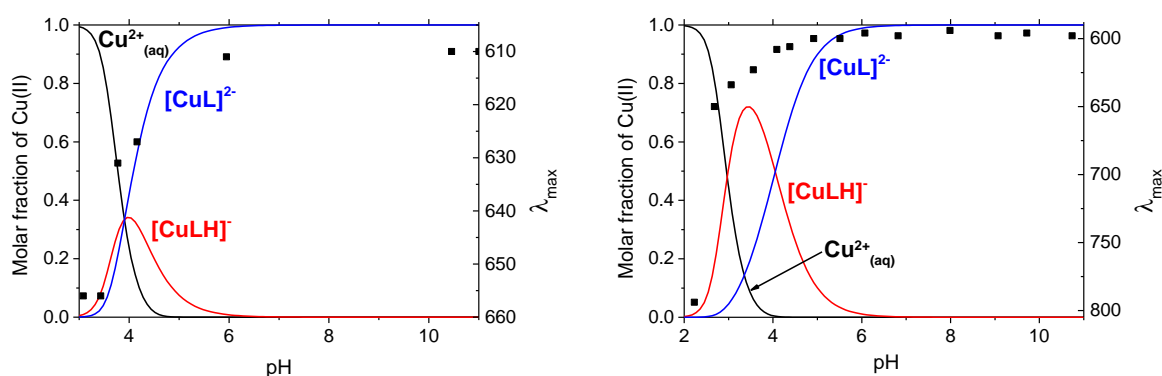 Molar fraction of Cu(II)
1.0
0.8
0.6
0.4
0.2
0.0
Cu²⁺(aq)
[CuL]²⁻
[CuLH]⁻
610
620
630
640
650
660
λmax
4 6 8 10
pH
Molar fraction of Cu(II)
1.0
0.8
0.6
0.4
0.2
0.0
[CuL]²⁻
[CuLH]⁻
Cu²⁺(aq)
600
650
700
750
800
λmax
2 4 6 8 10
pH